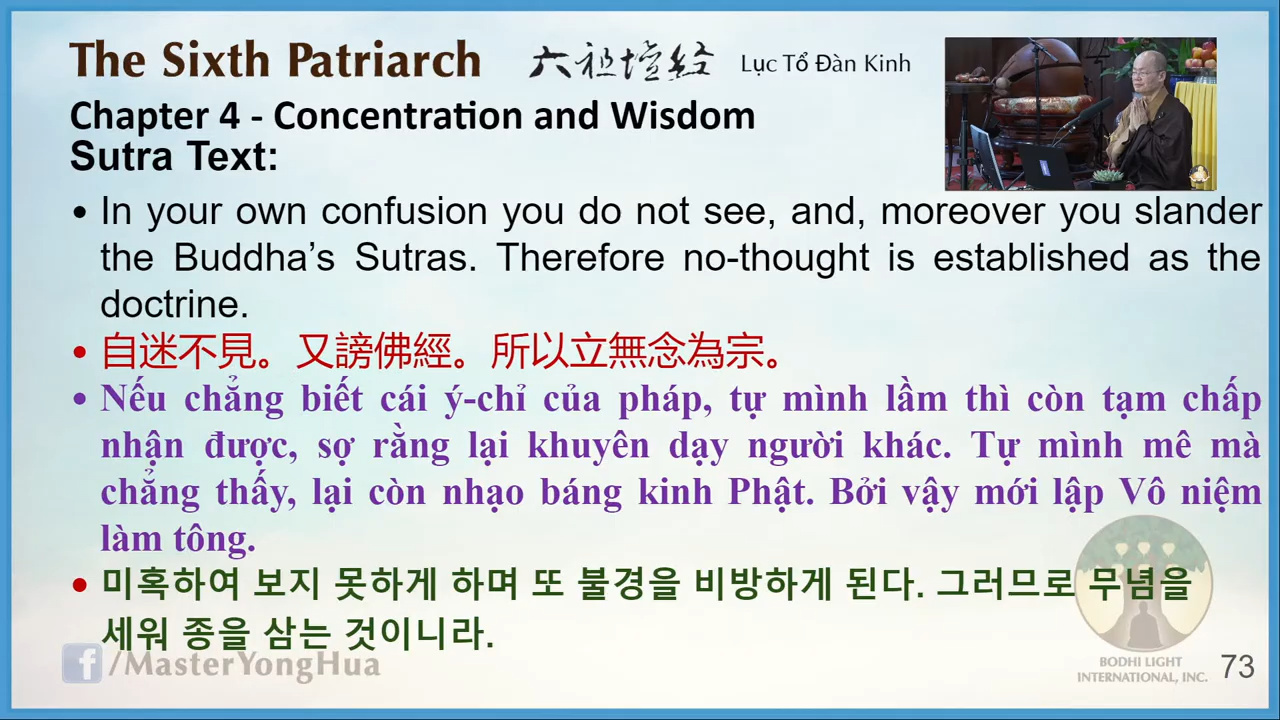 The Sixth Patriarch 六祖壇經 Lục Tổ Đàn Kinh
Chapter 4 - Concentration and Wisdom
Sutra Text:
• In your own confusion you do not see, and, moreover you slander
the Buddha’s Sutras. Therefore no-thought is established as the
doctrine.
• 自迷不見。又謗佛經。所以立無念為宗。
• Nếu chẳng biết cái ý-chỉ của pháp, tự mình lầm thì còn tạm chấp
nhận được, sợ rằng lại khuyên dạy người khác. Tự mình mê mà
chẳng thấy, lại còn nhạo báng kinh Phật. Bởi vậy mới lập Vô niệm
làm tông.
• 미혹하여 보지 못하게 하며 또 불경을 비방하게 된다. 그러므로 무념을
세워 종을 삼는 것이니라.
f/MasterYongHua
BODHI LIGHT
INTERNATIONAL, INC.
73